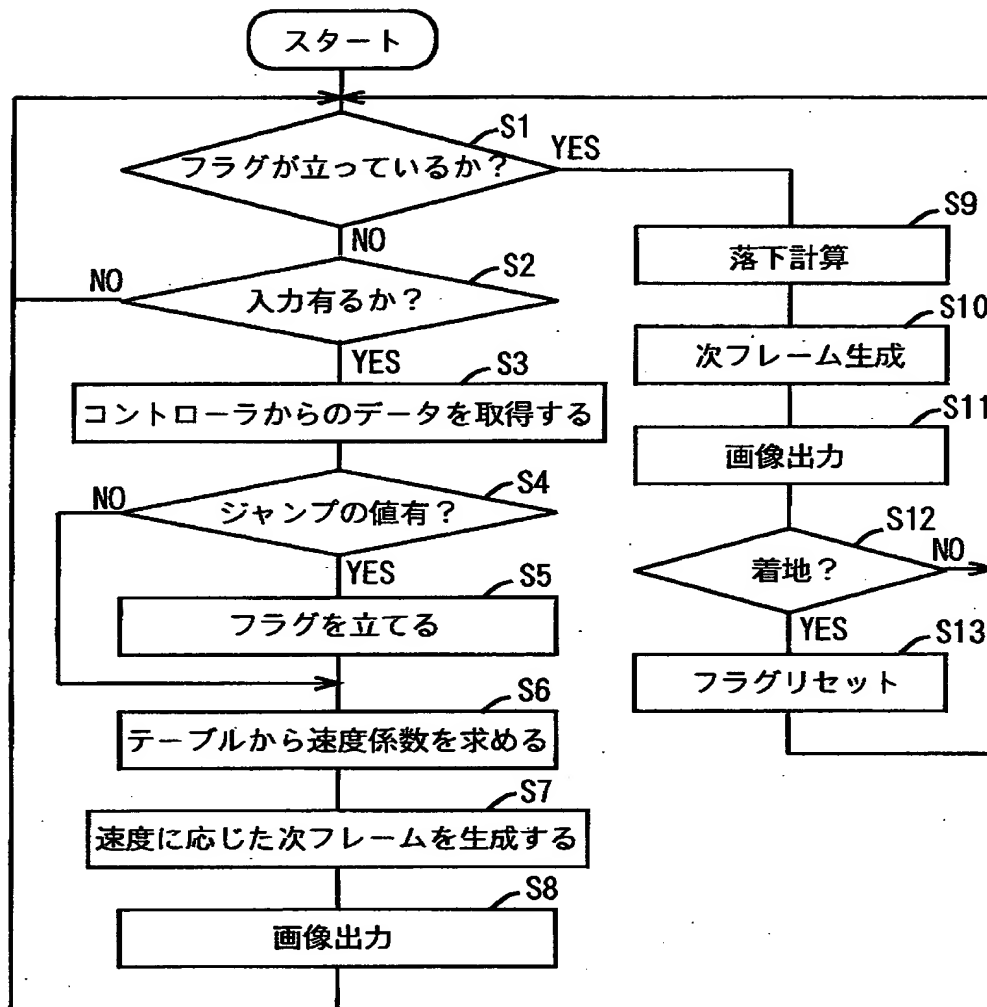 スタート
S1
フラグが立っているか?
YES
NO
S2
NO
入力有るか?
YES
S3
コントローラからのデータを取得する
S4
NO
ジャンプの値有?
YES
S5
フラグを立てる
S6
テーブルから速度係数を求める
S7
速度に応じた次フレームを生成する
S8
画像出力
S9
落下計算
S10
次フレーム生成
S11
画像出力
S12
着地?
NO
YES
S13
フラグリセット